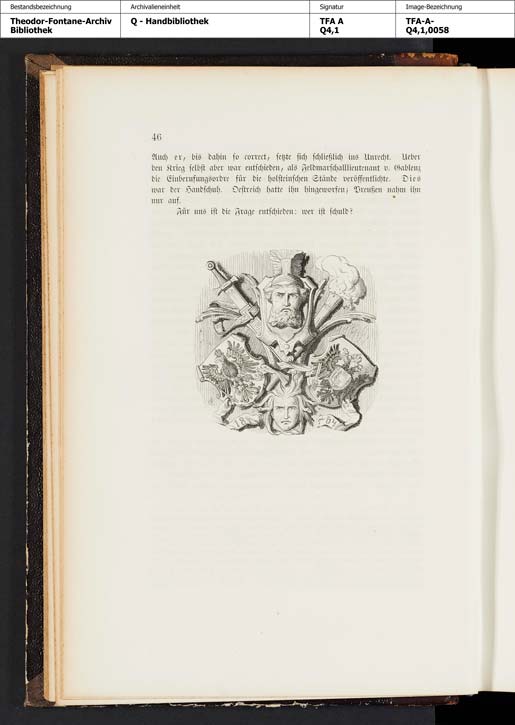 Bestandsbezeichnung
Archivalieneinheit
Signatur
Image-Bezeichnung
Theodor-Fontane-Archiv
Bibliothek
Q - Handbibliothek
TFA A
Q4,1
TFA-A-
Q4,1,0058
46
Auch er, bis dahin so correct, setzte sich schließlich ins Unrecht. Ueber
den Krieg selbst aber war entschieden, als Feldmarschalllieutenant v. Gablenz
die Einberufungsordre für die holsteinschen Stände veröffentlichte. Dies
war der Handschuh. Oestreich hatte ihn hingeworfen; Preußen nahm ihn
nur auf.
Für uns ist die Frage entschieden: wer ist schuld?